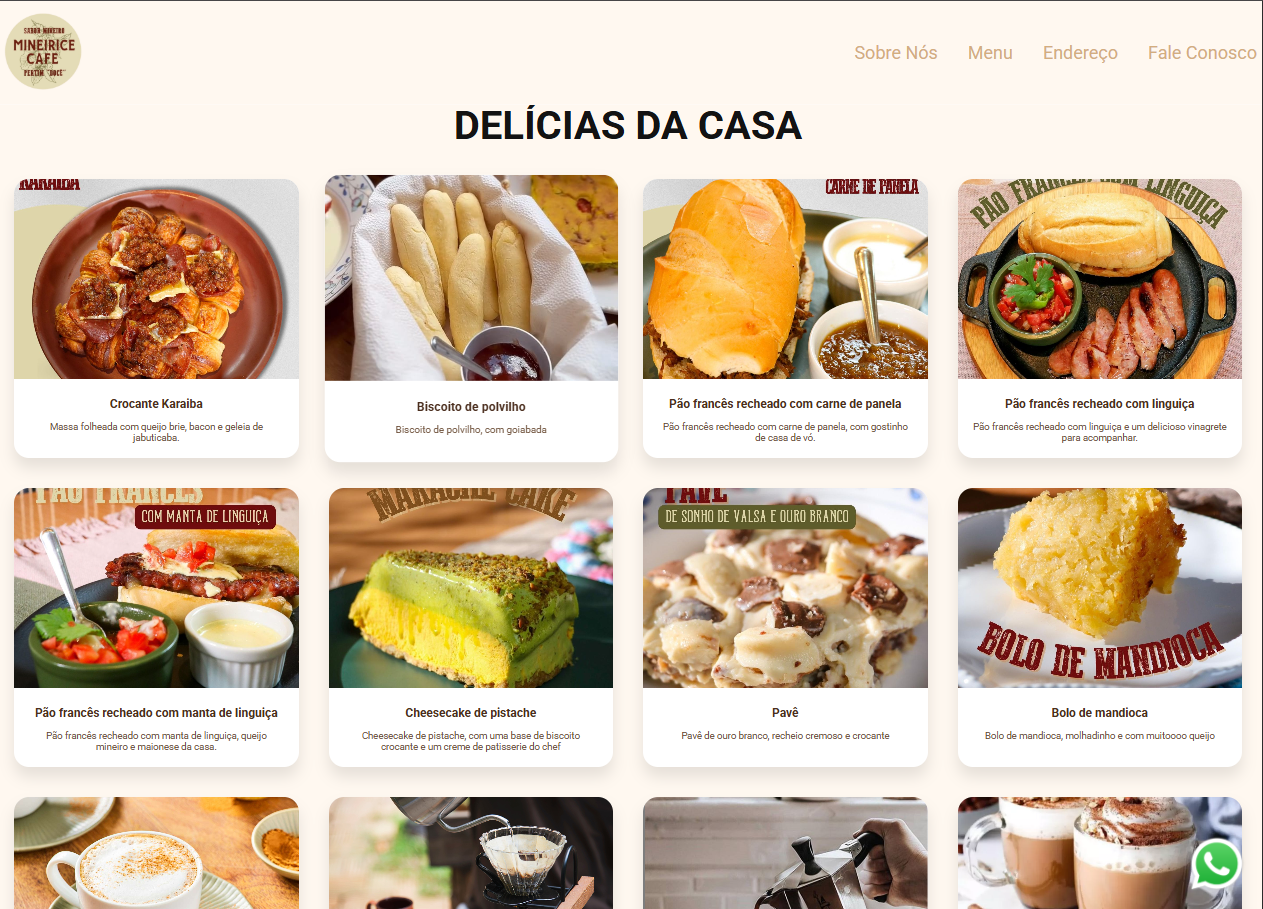 SABOR MINEIRO
MINEIRICE
CAFE
PERTIM D'OCÊ
Sobre Nós
Menu
Endereço
Fale Conosco
DELÍCIAS DA CASA
KARAIBA
CARNE DE PANELA
PÃO FRANCÊS COM LINGUIÇA
Crocante Karaiba
Massa folheada com queijo brie, bacon e geleia de
jabuticaba.
Biscoito de polvilho
Biscoito de polvilho, com goiabada
Pão francês recheado com carne de panela
Pão francês recheado com carne de panela, com gostinho
de casa de vó.
Pão francês recheado com linguiça
Pão francês recheado com linguiça e um delicioso vinagrete
para acompanhar.
PÃO FRANCÊS
COM MANTA DE LINGUIÇA
PAVÊ
DE SONHO DE VALSA E OURO BRANCO
BOLO DE MANDIOCA
Pão francês recheado com manta de linguiça
Pão francês recheado com manta de linguiça, queijo
mineiro e maionese da casa.
Cheesecake de pistache
Cheesecake de pistache, com uma base de biscoito
crocante e um creme de patisserie do chef
Pavê
Pavê de ouro branco, recheio cremoso e crocante
Bolo de mandioca
Bolo de mandioca, molhadinho e com muitoooo queijo